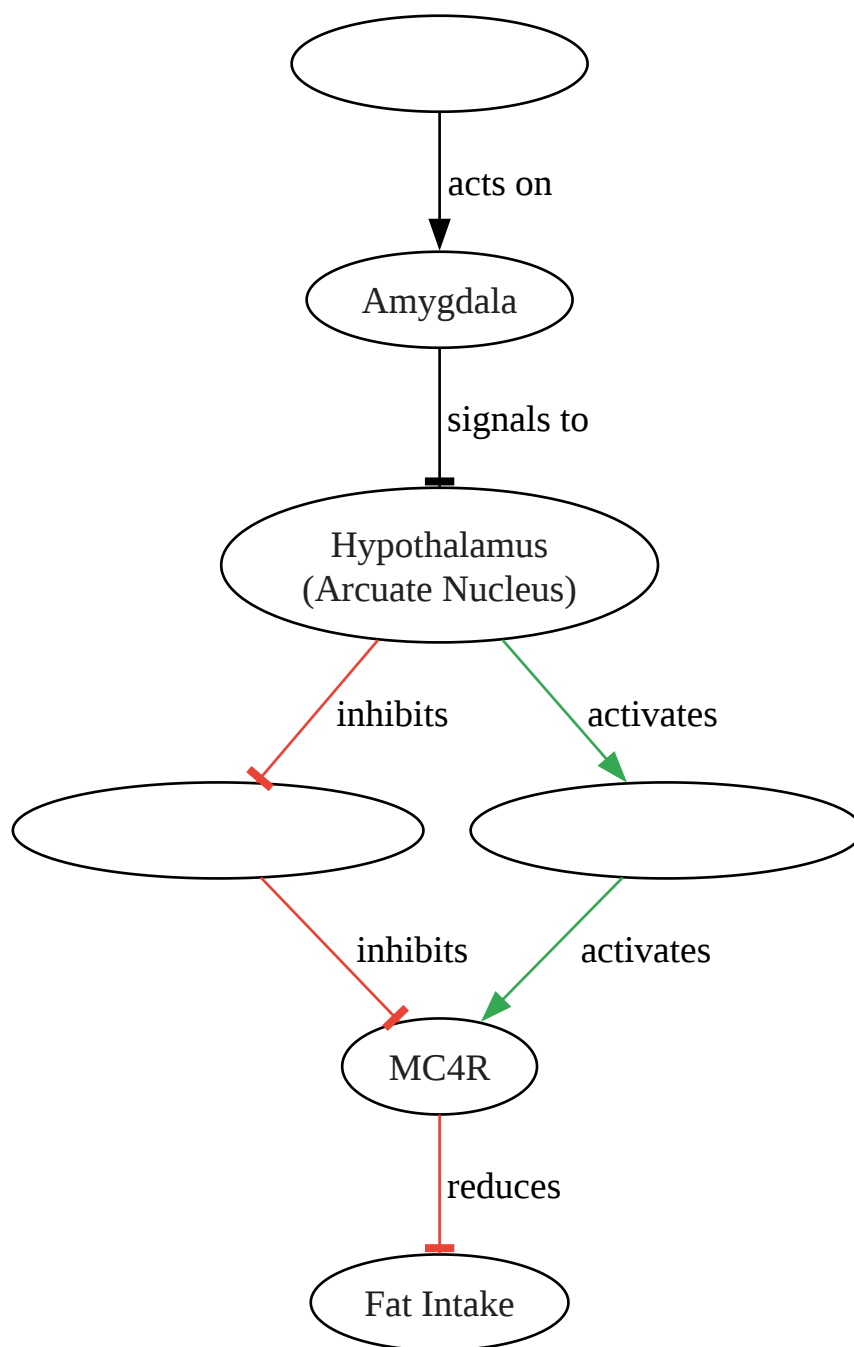 acts on
Amygdala
signals to
Hypothalamus
(Arcuate Nucleus)
inhibits
activates
inhibits
activates
MC4R
reduces
Fat Intake